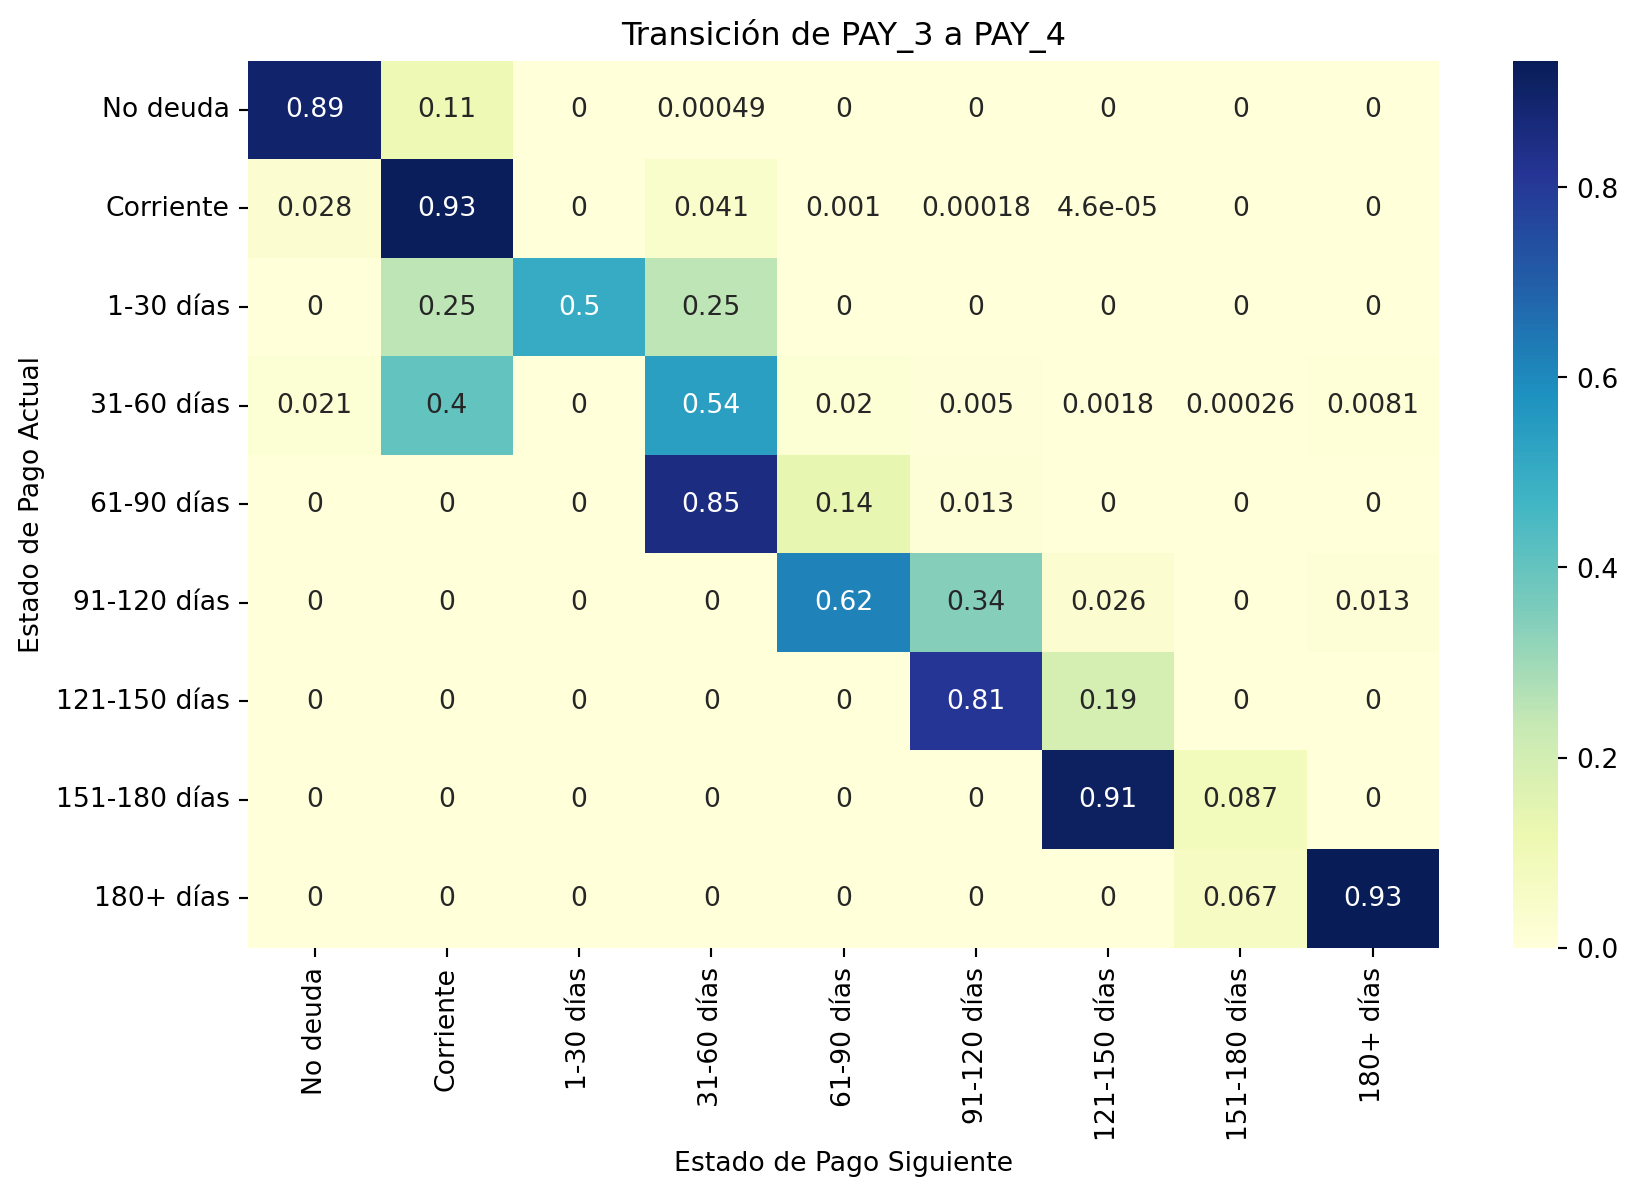 Transición de PAY_3 a PAY_4
No deuda 0.89 0.11 0 0.00049 0 0 0 0 0
Corriente 0.028 0.93 0 0.041 0.001 0.00018 4.6e-05 0 0
1-30 días 0 0.25 0.5 0.25 0 0 0 0 0
31-60 días 0.021 0.4 0 0.54 0.02 0.005 0.0018 0.00026 0.0081
61-90 días 0 0 0 0.85 0.14 0.013 0 0 0
91-120 días 0 0 0 0 0.62 0.34 0.026 0 0.013
121-150 días 0 0 0 0 0 0.81 0.19 0 0
151-180 días 0 0 0 0 0 0 0.91 0.087 0
180+ días 0 0 0 0 0 0 0 0.067 0.93
Estado de Pago Actual
No deuda
Corriente
1-30 días
31-60 días
61-90 días
91-120 días
121-150 días
151-180 días
180+ días
Estado de Pago Siguiente
0.8
0.6
0.4
0.2
0.0